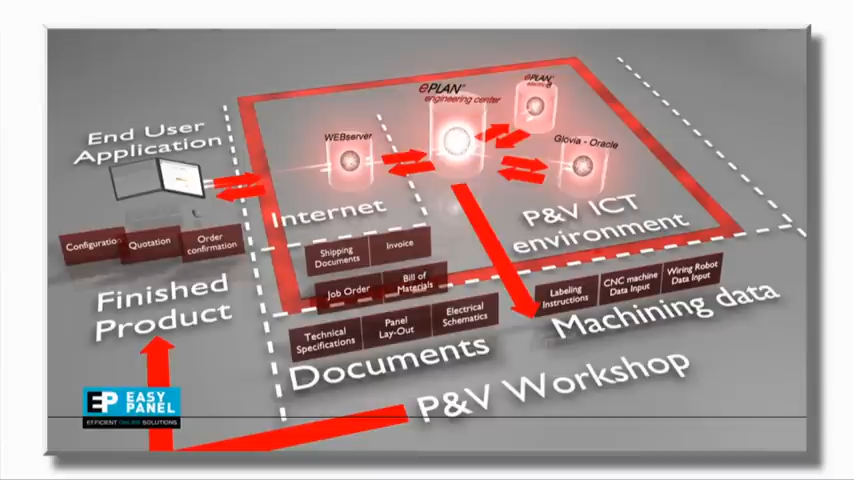 ePLAN
engineering center
ePLAN
electric
WEBserver
Glovia - Oracle
End User
Application
Internet
P&V ICT
environment
Configuration
Quotation
Order
confirmation
Shipping
Documents
Invoice
Job Order
Bill of
Materials
Technical
Specifications
Panel
Lay-Out
Electrical
Schematics
Labeling
Instructions
CNC machine
Data Input
Wiring Robot
Data Input
Finished
Product
Documents
Machining data
P&V Workshop
EP EASY
PANEL
EFFICIENT ONLINE SOLUTIONS